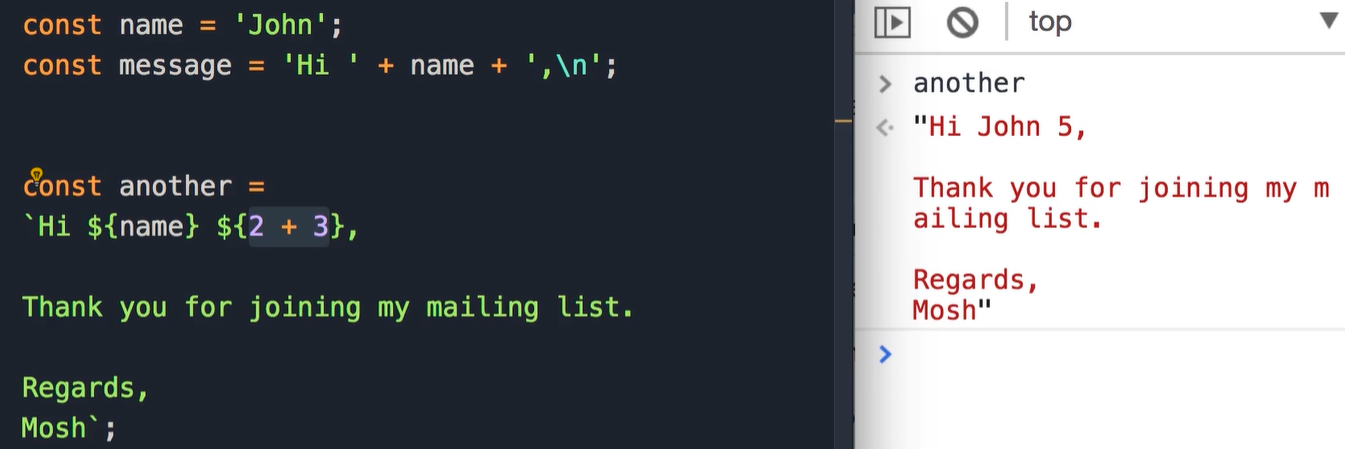 const name = 'John';
const message = 'Hi ' + name + ',\n';
const another =
`Hi ${name} ${2 + 3},
Thank you for joining my mailing list.
Regards,
Mosh`;
top
another
"Hi John 5,
Thank you for joining my m
ailing list.
Regards,
Mosh"